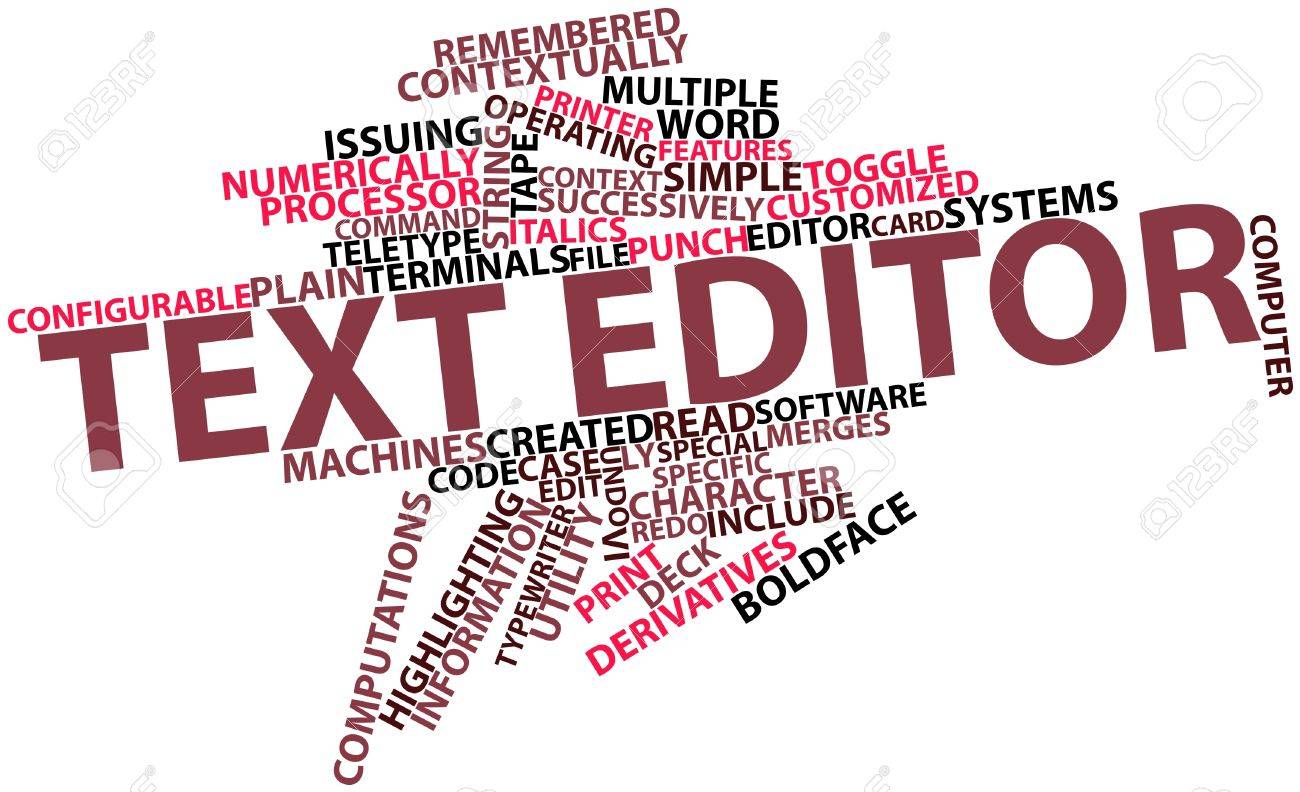 REMEMBERED
CONTEXTUALLY
MULTIPLE
PRINTER
OPERATING
WORD
ISSUING
FEATURES
NUMERICALLY
STRING
TAPE
CONTEXT
SIMPLE
TOGGLE
PROCESSOR
SUCCESSIVELY
CUSTOMIZED
COMMAND
ITALICS
TELETYPE
PUNCH
EDITOR
CARD
SYSTEMS
CONFIGURABLE
PLAIN
TERMINALS
FILE
TEXT EDITOR
COMPUTER
MACHINES
CREATED
READ
SOFTWARE
CODE
CASE
LY
SPECIAL
MERGES
EDIT
UNDO
VI
SPECIFIC
CHARACTER
REDO
INCLUDE
COMPUTATIONS
HIGHLIGHTING
INFORMATION
TYPEWRITER
UTILITY
PRINT
DECK
DERIVATIVES
BOLDFACE
123RF